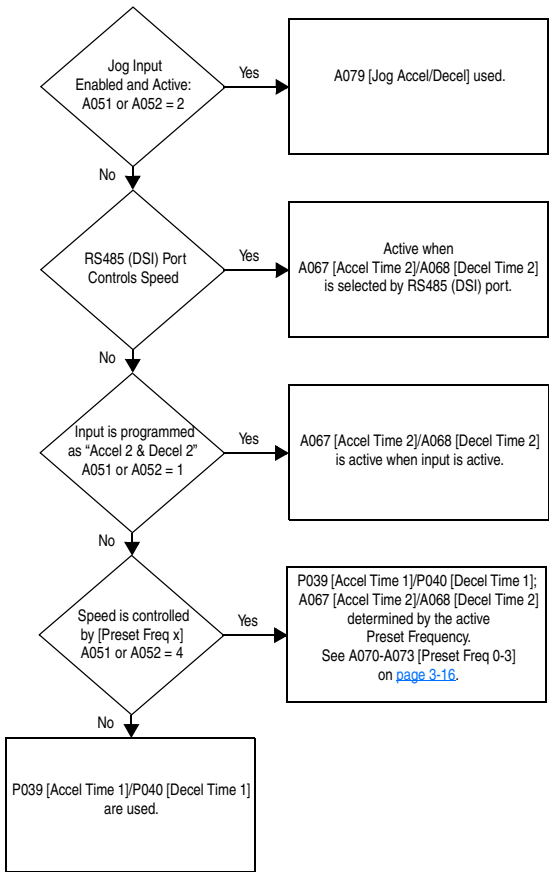 Jog Input
Enabled and Active:
A051 or A052 = 2
Yes
A079 [Jog Accel/Decel] used.
No
RS485 (DSI) Port
Controls Speed
Yes
Active when
A067 [Accel Time 2]/A068 [Decel Time 2]
is selected by RS485 (DSI) port.
No
Input is programmed
as “Accel 2 & Decel 2”
A051 or A052 = 1
Yes
A067 [Accel Time 2]/A068 [Decel Time 2]
is active when input is active.
No
Speed is controlled
by [Preset Freq x]
A051 or A052 = 4
Yes
P039 [Accel Time 1]/P040 [Decel Time 1];
A067 [Accel Time 2]/A068 [Decel Time 2]
determined by the active
Preset Frequency.
See A070-A073 [Preset Freq 0-3]
on page 3-16.
No
P039 [Accel Time 1]/P040 [Decel Time 1]
are used.